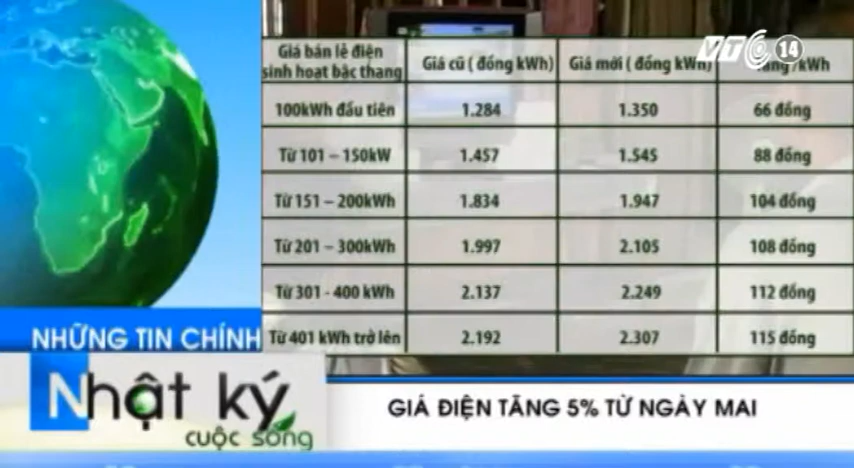 VTC 14
Giá bán lẻ điện
sinh hoạt bậc thang
Giá cũ ( đồng kWh) Giá mới ( đồng kWh) /kWh
100kWh đầu tiên 1.284 1.350 66 đồng
Từ 101 – 150kW 1.457 1.545 88 đồng
Từ 151 – 200kWh 1.834 1.947 104 đồng
Từ 201 – 300kWh 1.997 2.105 108 đồng
Từ 301 - 400 kWh 2.137 2.249 112 đồng
Từ 401 kWh trở lên 2.192 2.307 115 đồng
NHỮNG TIN CHÍNH
Nhật ký
cuộc sống
GIÁ ĐIỆN TĂNG 5% TỪ NGÀY MAI